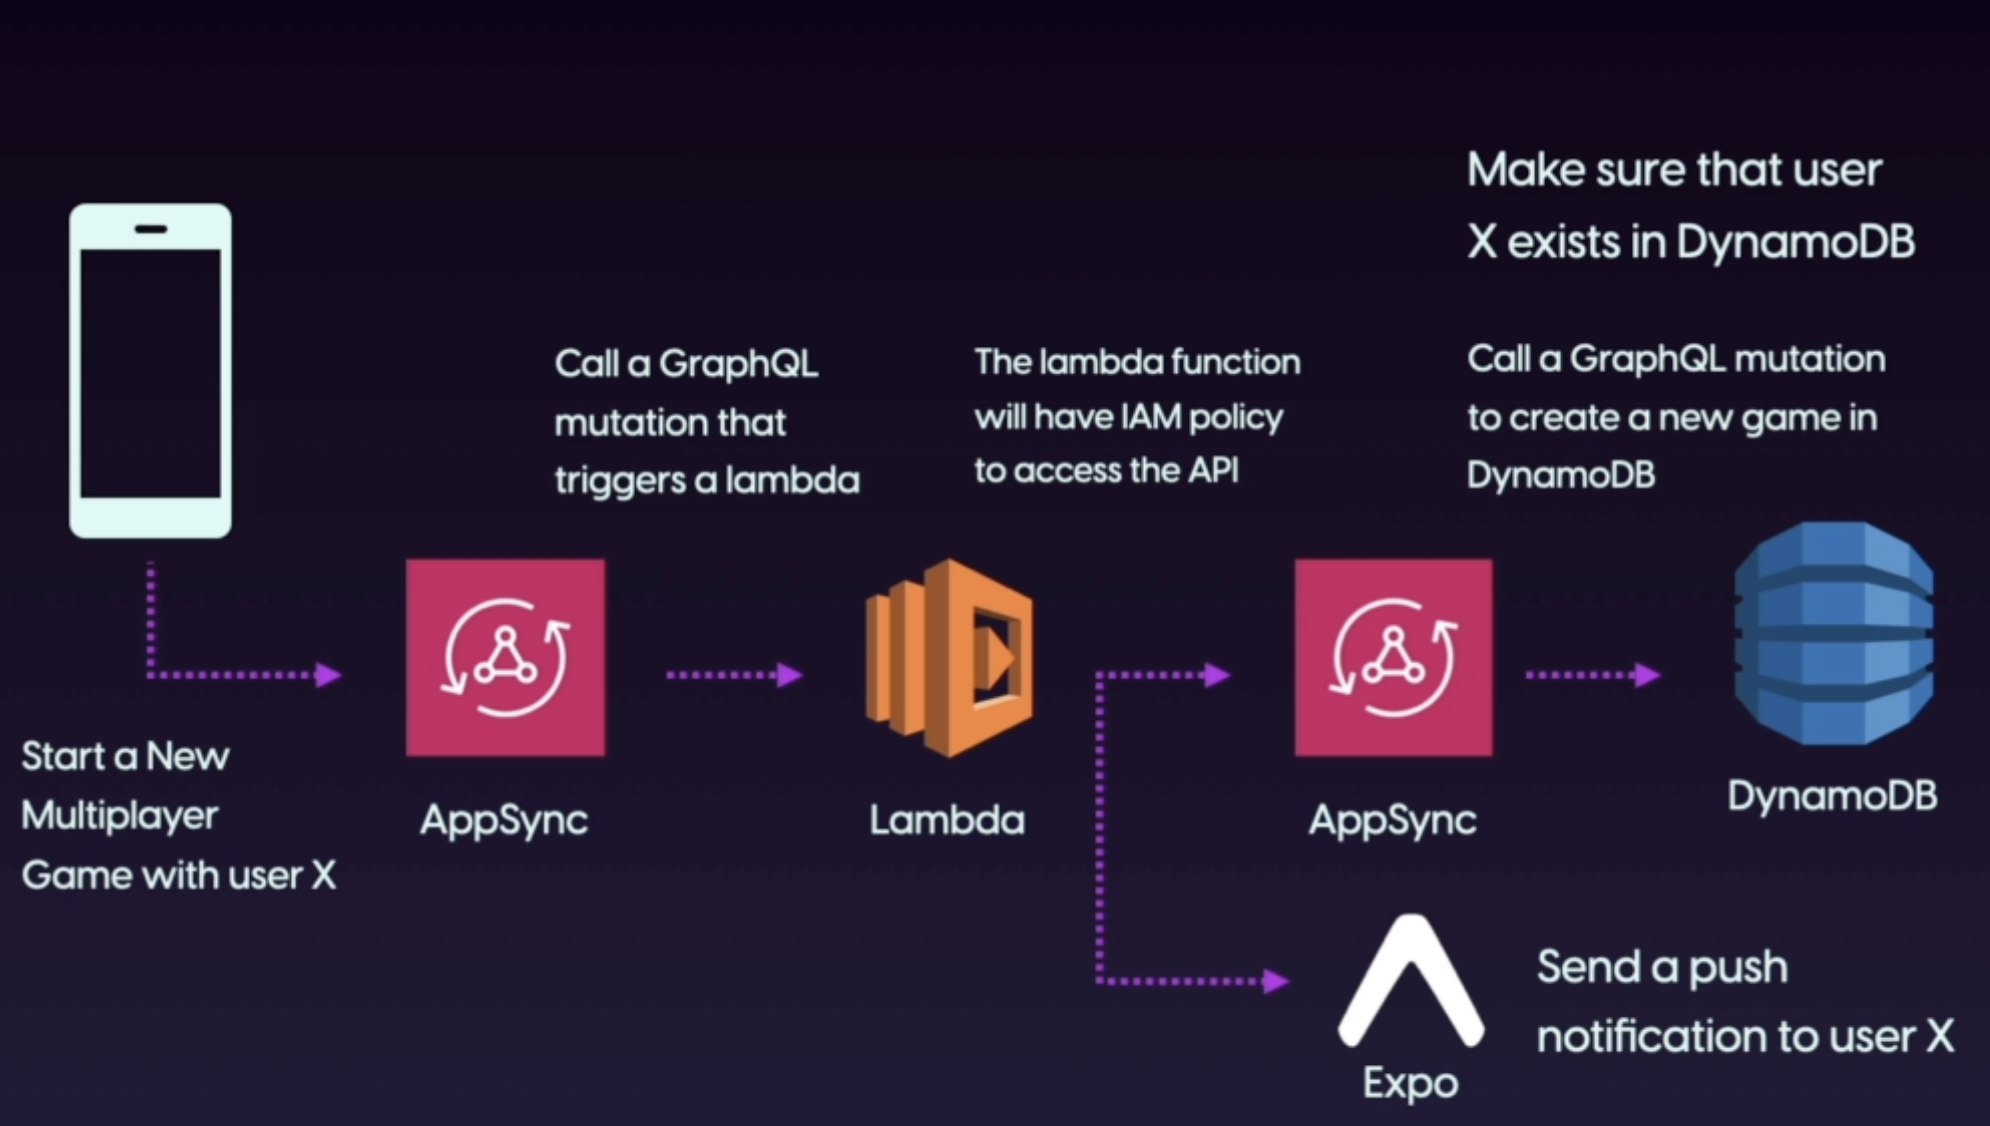 Make sure that user
X exists in DynamoDB
Call a GraphQL
mutation that
triggers a lambda
The lambda function
will have IAM policy
to access the API
Call a GraphQL mutation
to create a new game in
DynamoDB
Start a New
Multiplayer
Game with user X
AppSync
Lambda
AppSync
DynamoDB
Expo
Send a push
notification to user X